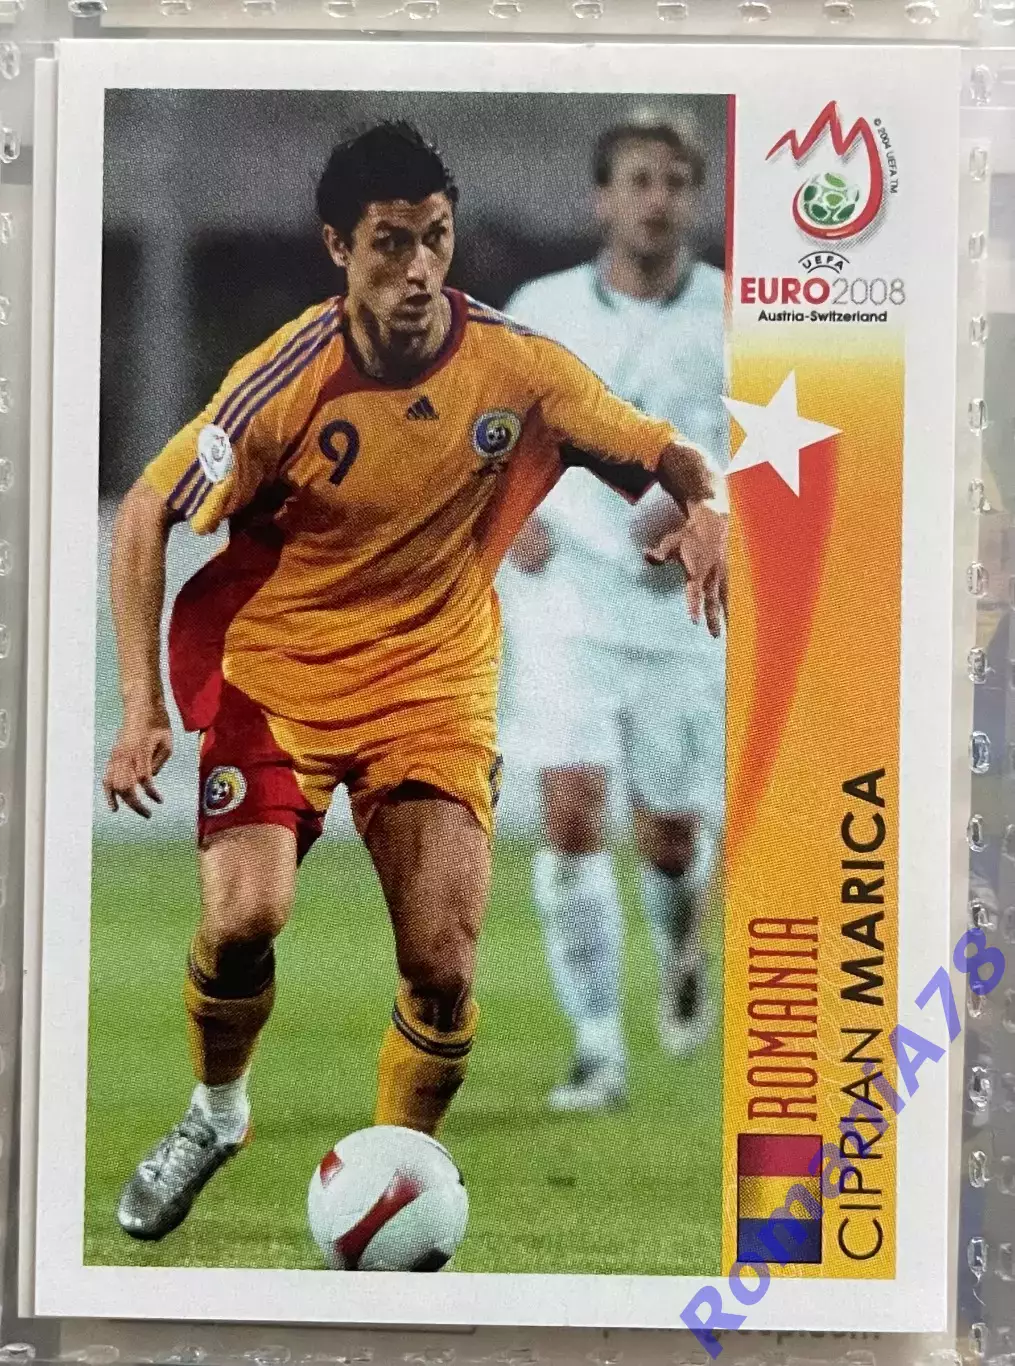 © 2004 UEFA TM
UEFA
EURO2008
Austria-Switzerland
9
ROMANIA
CIPRIAN MARICA
RomaniA78